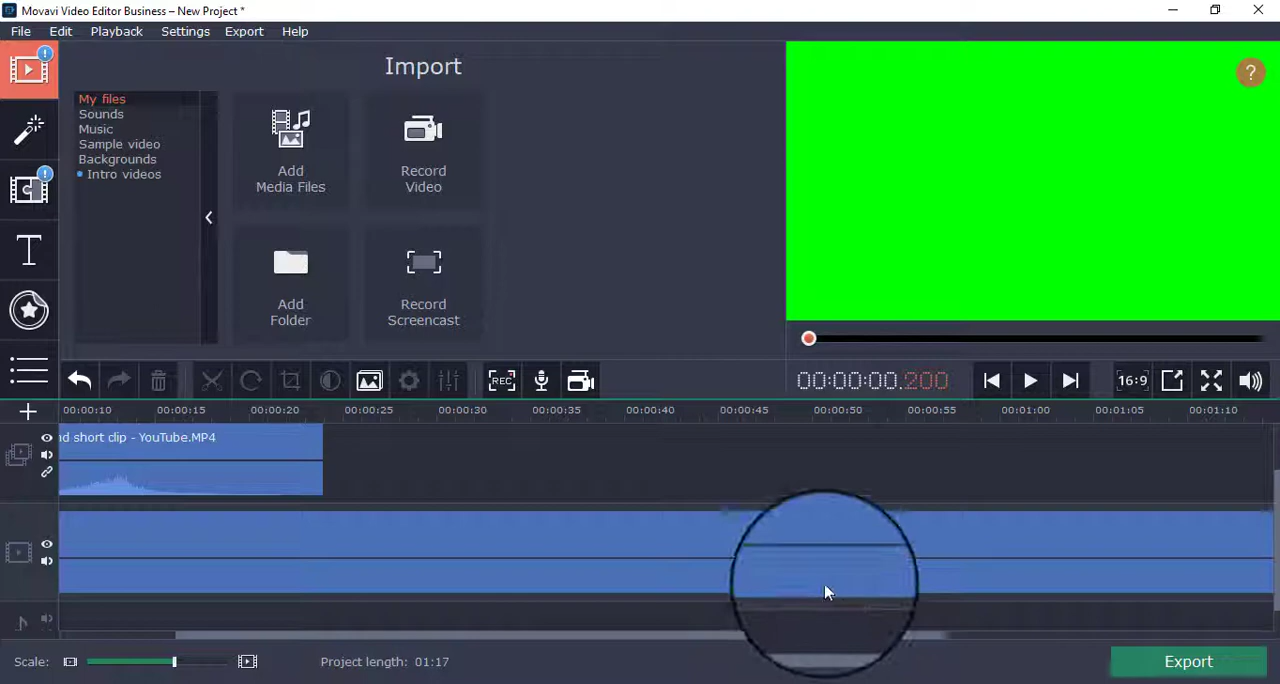 Movavi Video Editor Business – New Project *
File Edit Playback Settings Export Help
Import
?
My files
Sounds
Music
Sample video
Backgrounds
Intro videos
Add
Media Files
Record
Video
Add
Folder
Record
Screencast
REC
00:00:00.200
16:9
00:00:10 00:00:15 00:00:20 00:00:25 00:00:30 00:00:35 00:00:40 00:00:45 00:00:50 00:00:55 00:01:00 00:01:05 00:01:10
nd short clip - YouTube.MP4
Scale:
Project length: 01:17
Export